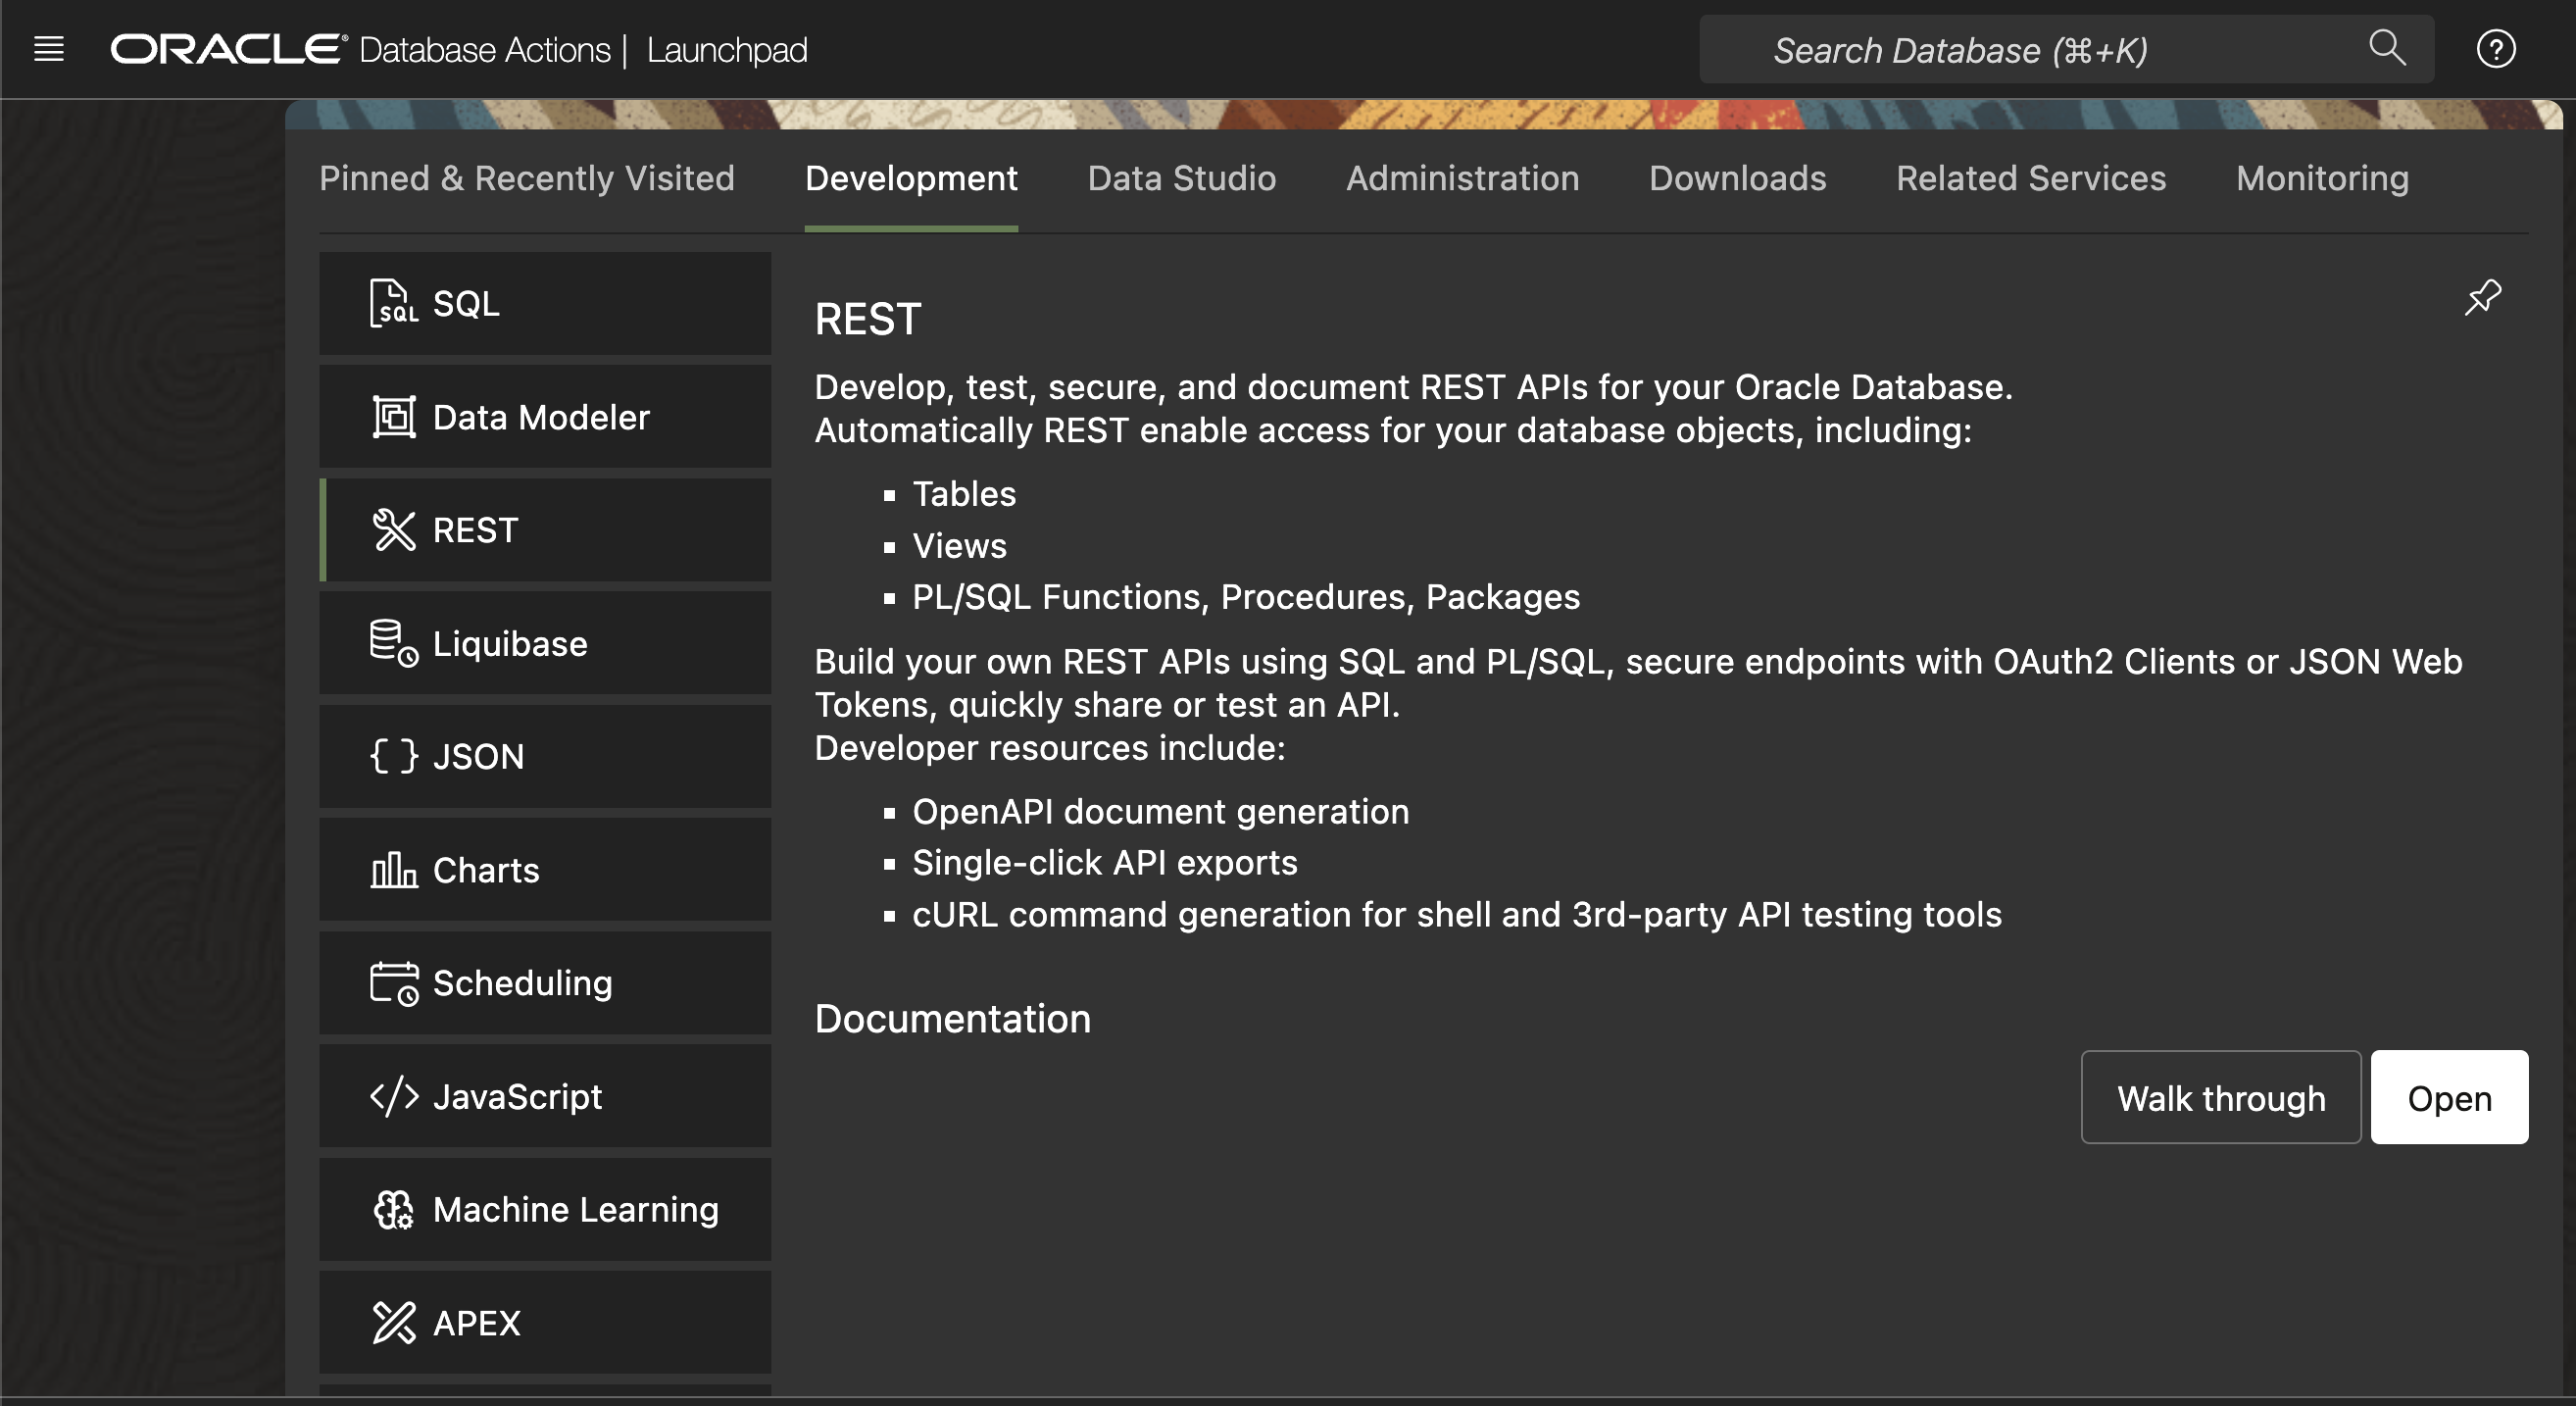 ORACLE® Database Actions | Launchpad
Search Database (⌘+K)
Pinned & Recently Visited Development Data Studio Administration Downloads Related Services Monitoring
SQL
Data Modeler
REST
Liquibase
JSON
Charts
Scheduling
JavaScript
Machine Learning
APEX
REST
Develop, test, secure, and document REST APIs for your Oracle Database.
Automatically REST enable access for your database objects, including:
▪ Tables
▪ Views
▪ PL/SQL Functions, Procedures, Packages
Build your own REST APIs using SQL and PL/SQL, secure endpoints with OAuth2 Clients or JSON Web
Tokens, quickly share or test an API.
Developer resources include:
▪ OpenAPI document generation
▪ Single-click API exports
▪ cURL command generation for shell and 3rd-party API testing tools
Documentation
Walk through
Open